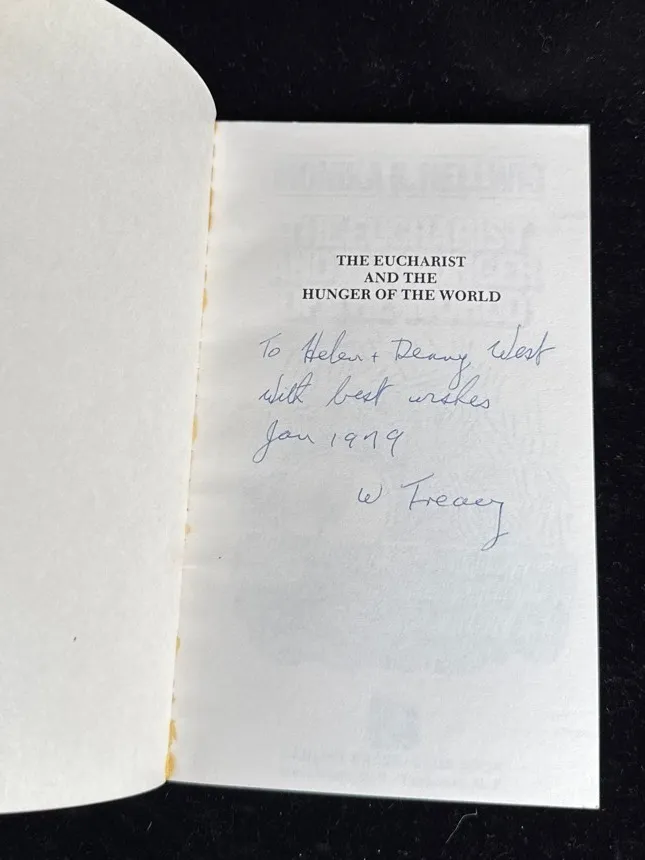 THE EUCHARIST
AND THE
HUNGER OF THE WORLD
To Helen + Denny West
With best wishes
Jan 1979
W Treacy